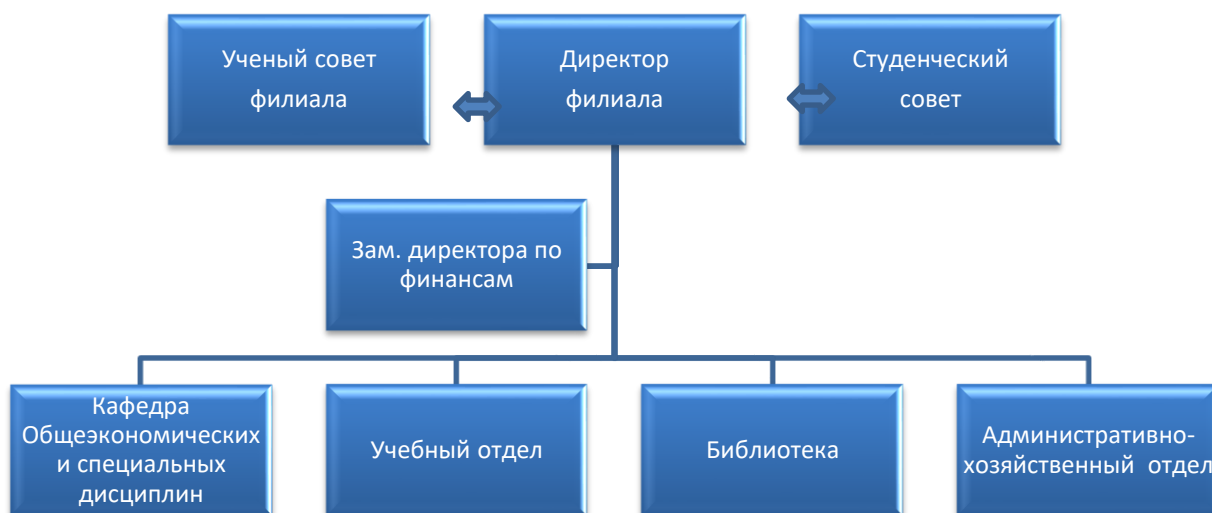 Ученый совет
филиала
Директор
филиала
Студенческий
совет
Зам. директора по
финансам
Кафедра
Общеэкономических
и специальных
дисциплин
Учебный отдел
Библиотека
Административно-
хозяйственный отдел